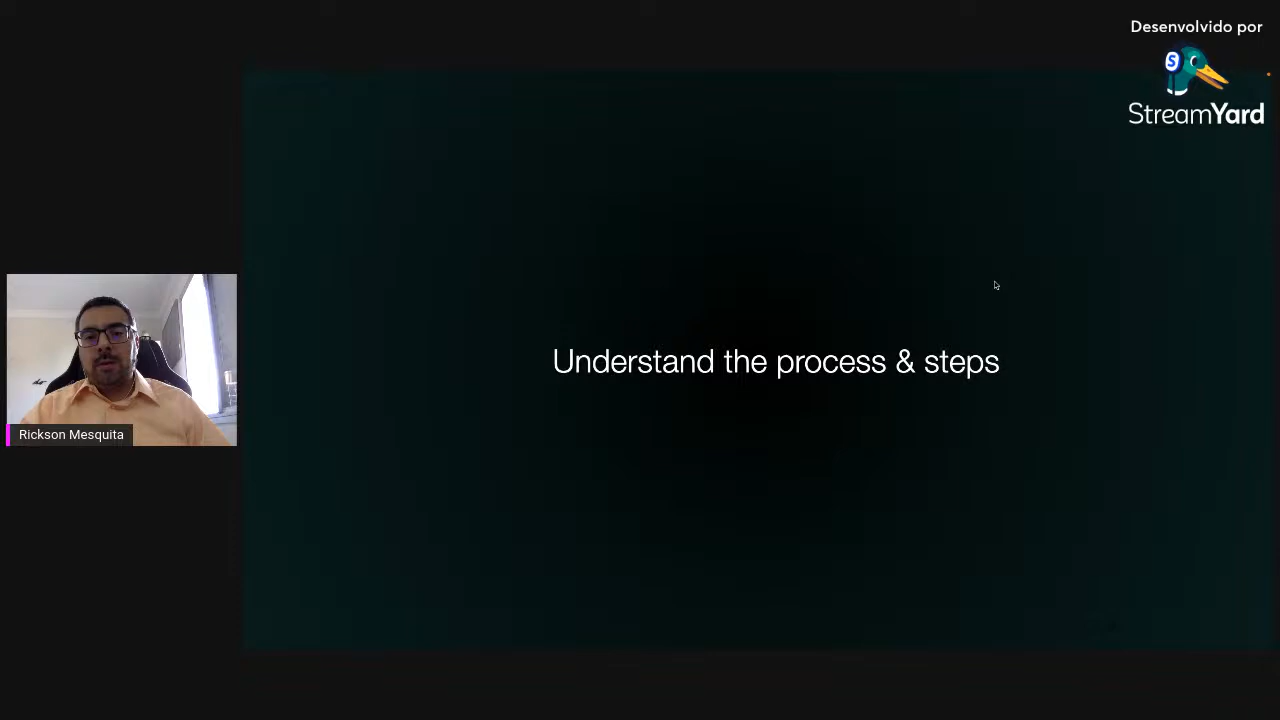 Desenvolvido por
S
StreamYard
Understand the process & steps
Rickson Mesquita